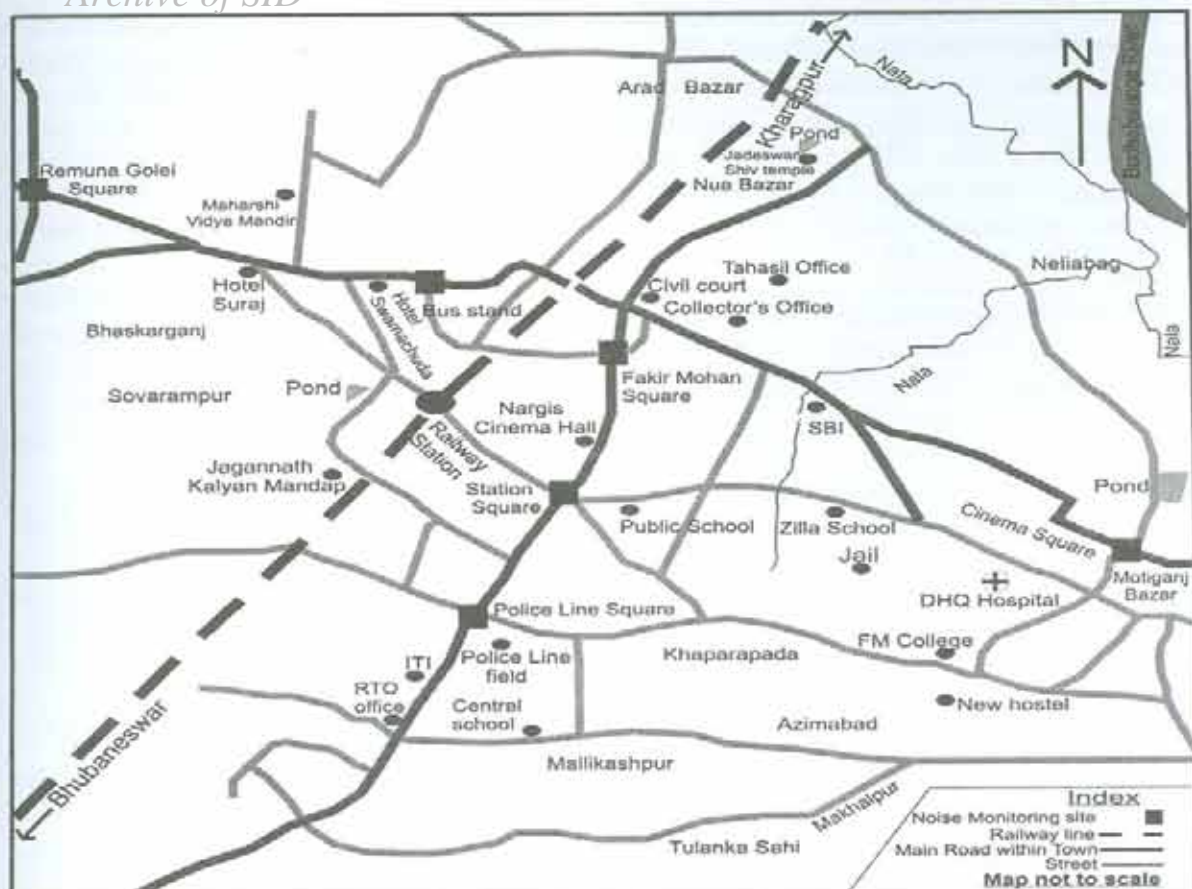 Archive of SID
N
Nala
Budhabalanga River
Arad Bazar
Kharagpur
Pond
Jadeswar
Shiv temple
Nua Bazar
Remuna Golei
Square
Maharshi
Vidya Mandir
Neliabag
Tahasil Office
Civil court
Collector's Office
Hotel
Suraj
Hotel
Swarnachuda
Bus stand
Nala
Bhaskarganj
Nala
Fakir Mohan
Square
Pond
Sovarampur
Nargis
Cinema Hall
SBI
Railway
Station
Jagannath
Kalyan Mandap
Station
Square
Pond
Public School
Zilla School
Cinema Square
Jail
Motiganj
Bazar
DHQ Hospital
Police Line Square
FM College
Khaparapada
Police Line
field
ITI
RTO
office
Central
school
New hostel
Azimabad
Bhubaneswar
Mallikashpur
Makhalpur
Tulanka Sahi
Index
Noise Monitoring site
Railway line
Main Road within Town
Street
Map not to scale